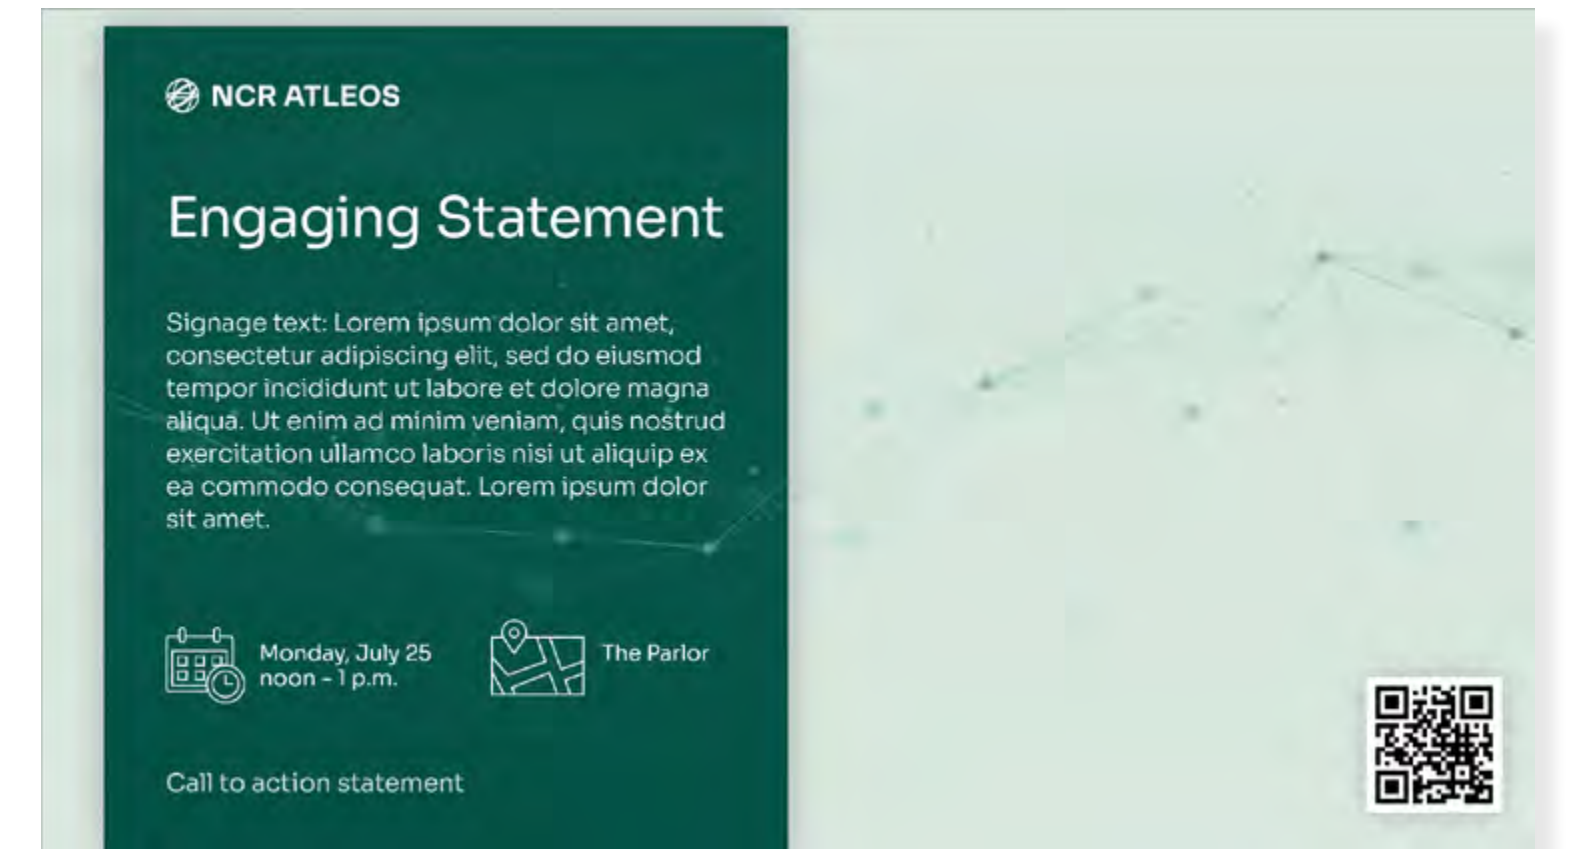 NCR ATLEOS
Engaging Statement
Signage text: Lorem ipsum dolor sit amet,
consectetur adipiscing elit, sed do eiusmod
tempor incididunt ut labore et dolore magna
aliqua. Ut enim ad minim veniam, quis nostrud
exercitation ullamco laboris nisi ut aliquip ex
ea commodo consequat. Lorem ipsum dolor
sit amet.
Monday, July 25
noon - 1 p.m.
The Parlor
Call to action statement